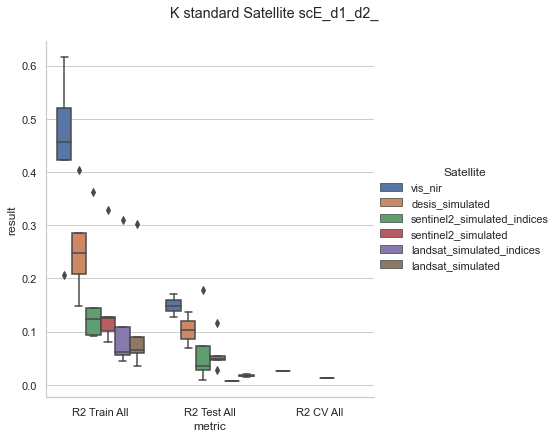 K standard Satellite scE_d1_d2_
0.6
0.5
0.4
0.3
0.2
0.1
0.0
result
R2 Train All
R2 Test All
R2 CV All
metric
Satellite
vis_nir
desis_simulated
sentinel2_simulated_indices
sentinel2_simulated
landsat_simulated_indices
landsat_simulated